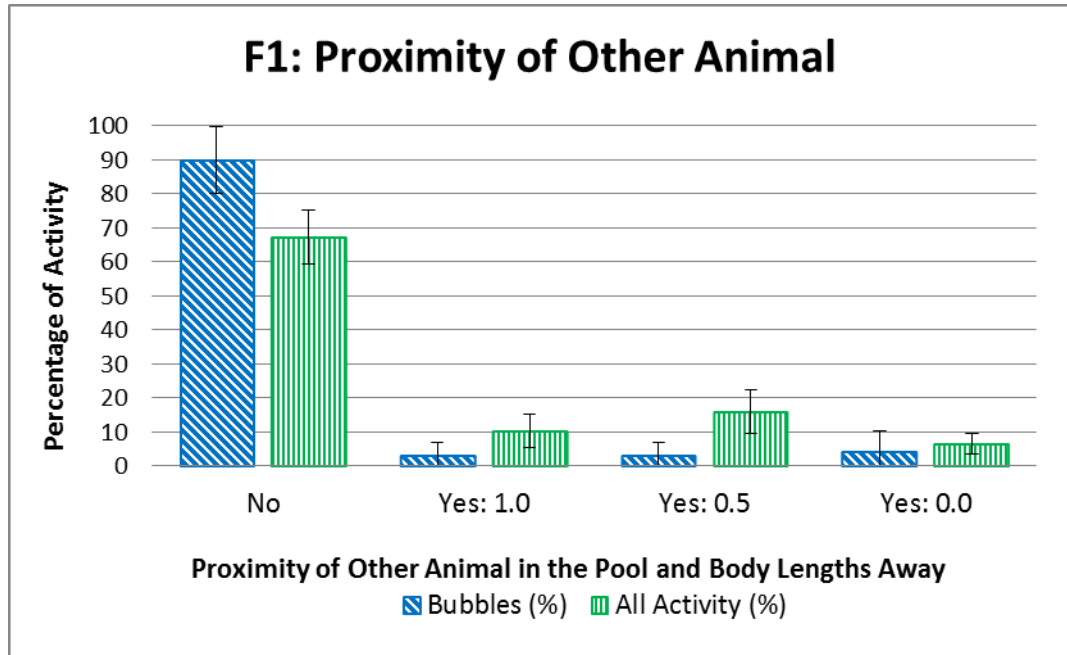 F1: Proximity of Other Animal
Percentage of Activity
100
90
80
70
60
50
40
30
20
10
0
No Yes: 1.0 Yes: 0.5 Yes: 0.0
Proximity of Other Animal in the Pool and Body Lengths Away
Bubbles (%) All Activity (%)